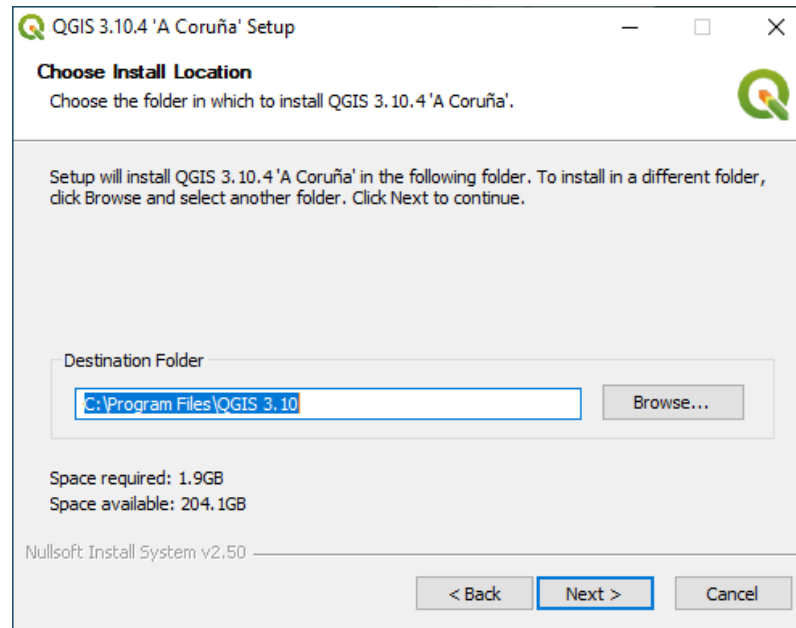 QGIS 3.10.4 'A Coruña' Setup
Choose Install Location
Choose the folder in which to install QGIS 3.10.4 'A Coruña'.
Setup will install QGIS 3.10.4 'A Coruña' in the following folder. To install in a different folder,
click Browse and select another folder. Click Next to continue.
Destination Folder
C:\Program Files\QGIS 3.10
Browse...
Space required: 1.9GB
Space available: 204.1GB
Nullsoft Install System v2.50
< Back
Next >
Cancel